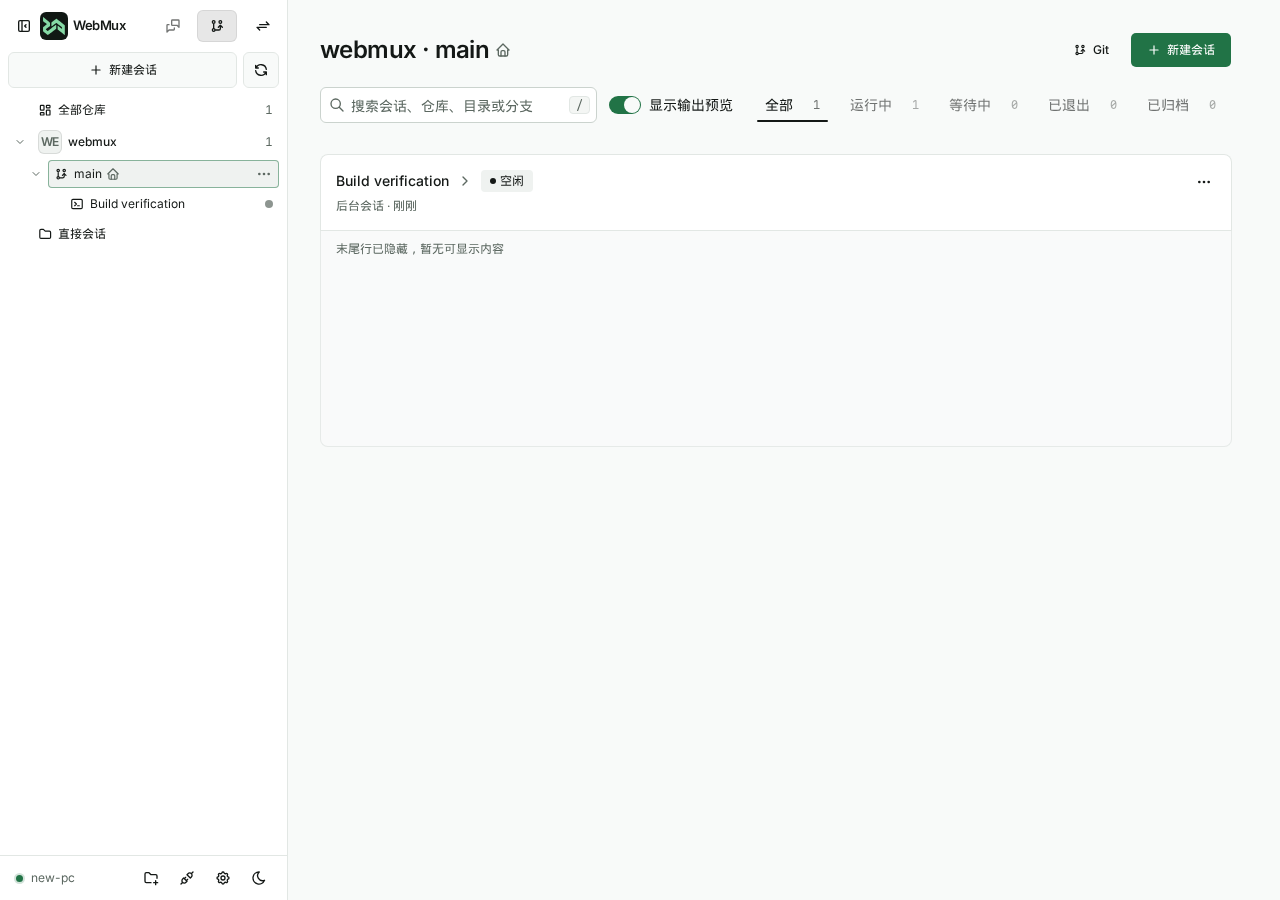 WebMux
新建会话
全部仓库 1
WE webmux 1
main
Build verification
直接会话
new-pc
webmux · main
Git
新建会话
搜索会话、仓库、目录或分支 /
显示输出预览
全部 1
运行中 1
等待中 0
已退出 0
已归档 0
Build verification
空闲
后台会话 · 刚刚
末尾行已隐藏，暂无可显示内容